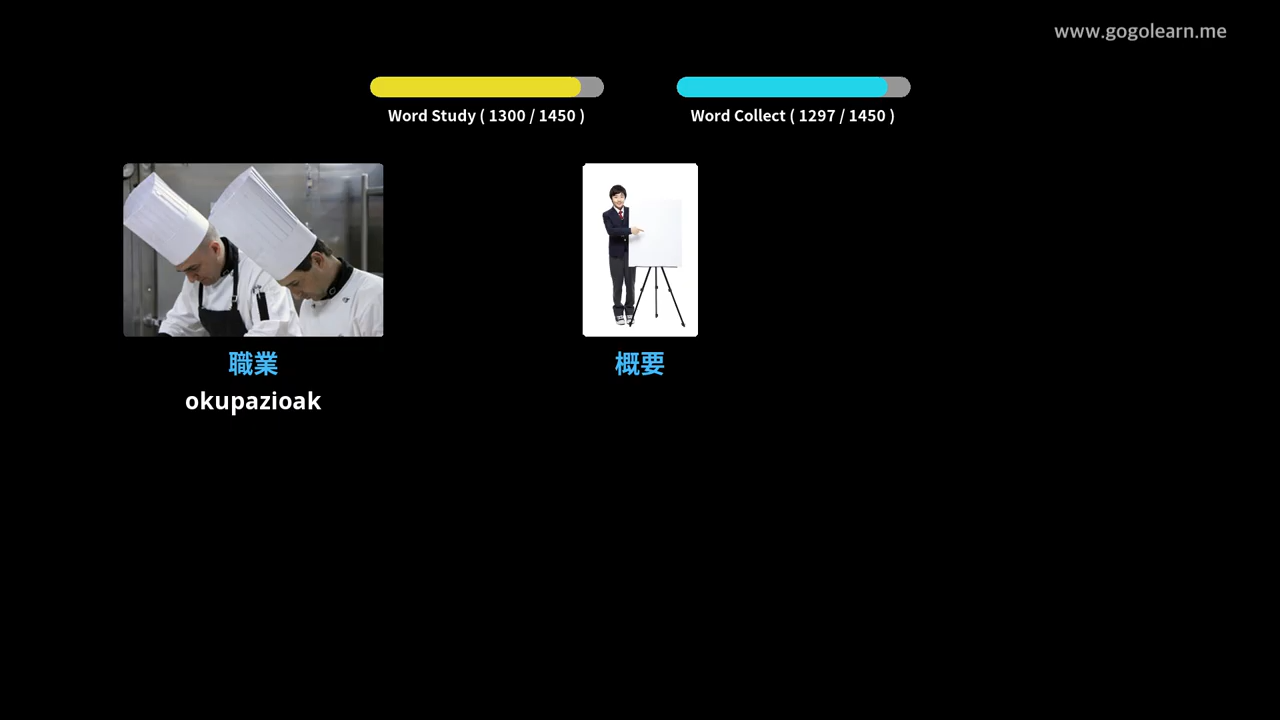 www.gogolearn.me
Word Study ( 1300 / 1450 )
Word Collect ( 1297 / 1450 )
職業
概要
okupazioak